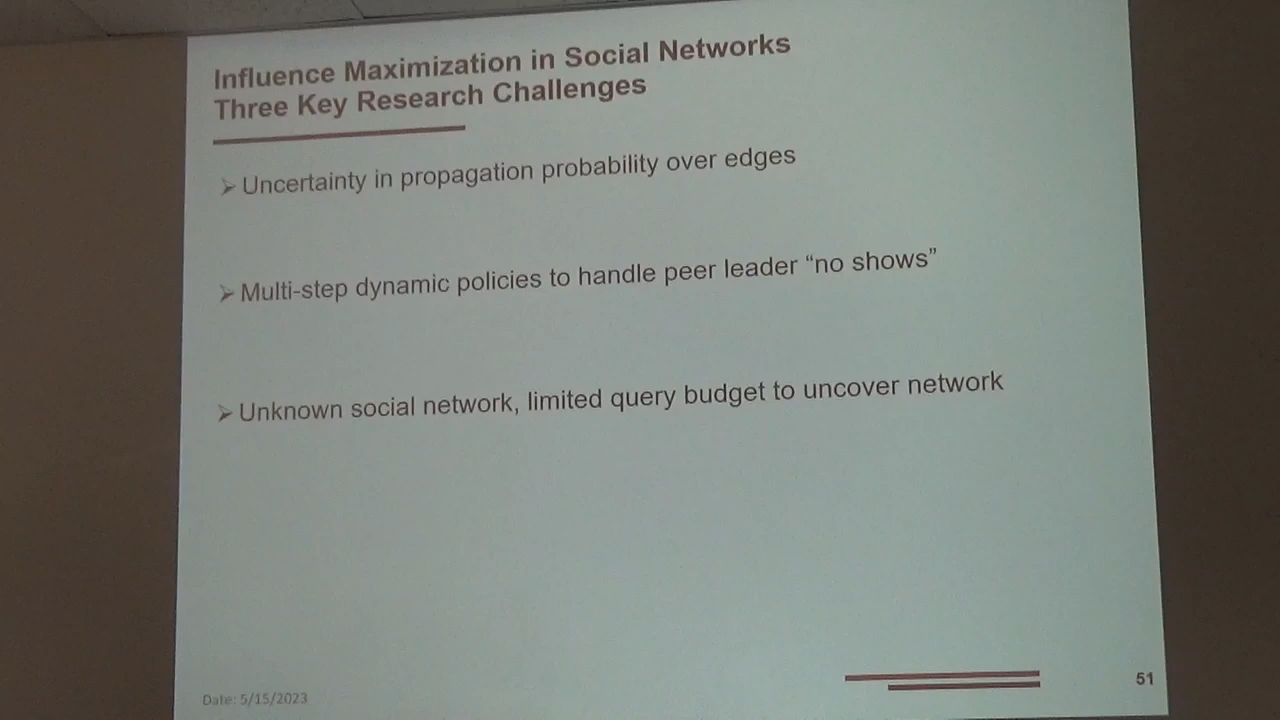 Influence Maximization in Social Networks
Three Key Research Challenges
➢ Uncertainty in propagation probability over edges
➢ Multi-step dynamic policies to handle peer leader “no shows”
➢ Unknown social network, limited query budget to uncover network
Date: 5/15/2023
51